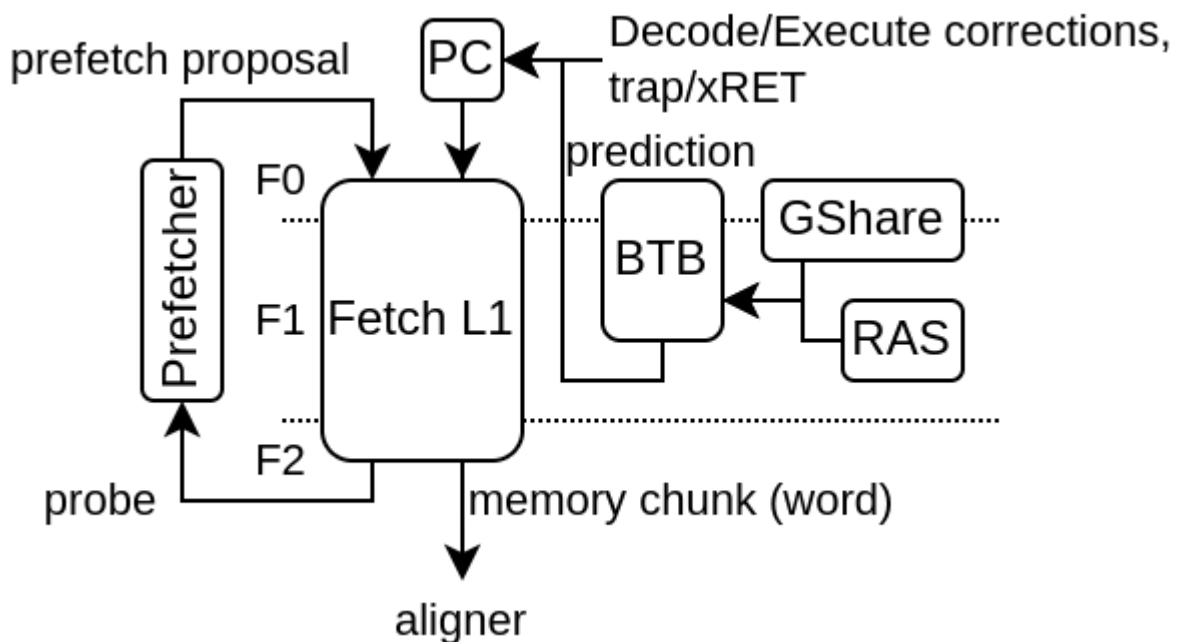 Decode/Execute corrections,
trap/xRET
prefetch proposal
PC
prediction
F0
Prefetcher
GShare
BTB
F1
Fetch L1
RAS
F2
probe
memory chunk (word)
aligner